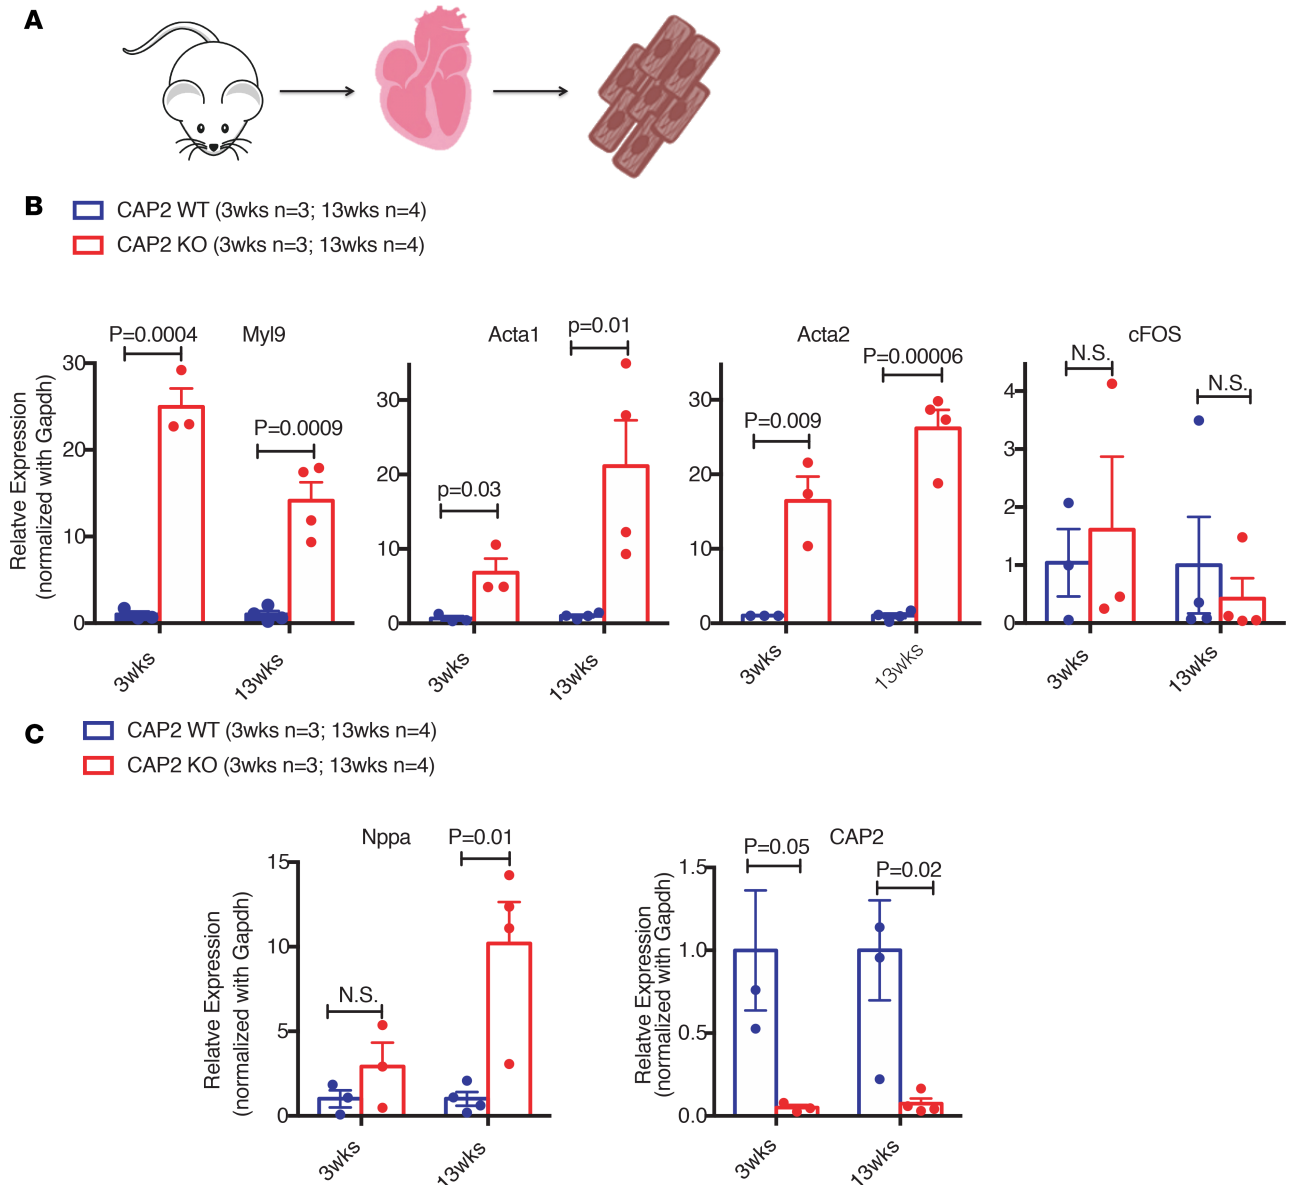 A
B
CAP2 WT (3wks n=3; 13wks n=4)
CAP2 KO (3wks n=3; 13wks n=4)
Relatve Expression
(normalized with Gapdh)
P=0.0004
Myl9
P=0.0009
30
20
10
0
3wks
13wks
Acta1
p=0.01
p=0.03
30
20
10
0
3wks
13wks
Acta2
P=0.00006
P=0.009
30
20
10
0
3wks
13wks
cFOS
N.S.
N.S.
4
3
2
1
0
3wks
13wks
C
CAP2 WT (3wks n=3; 13wks n=4)
CAP2 KO (3wks n=3; 13wks n=4)
Relatve Expression
(normalized with Gapdh)
Nppa
P=0.01
N.S.
15
10
5
0
3wks
13wks
Relatve Expression
(normalized with Gapdh)
CAP2
P=0.05
P=0.02
1.5
1.0
0.5
0.0
3wks
13wks